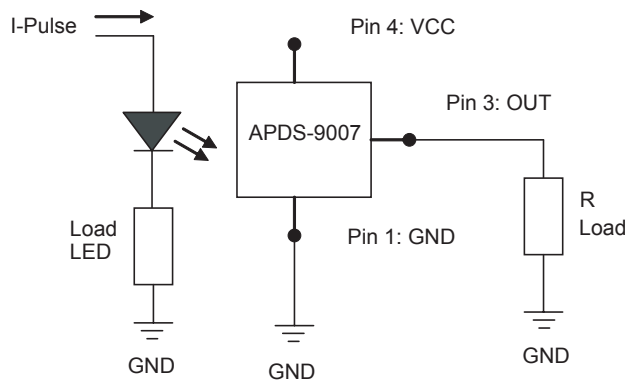 I-Pulse
Pin 4: VCC
APDS-9007
Pin 3: OUT
Load
LED
Pin 1: GND
R
Load
GND
GND
GND